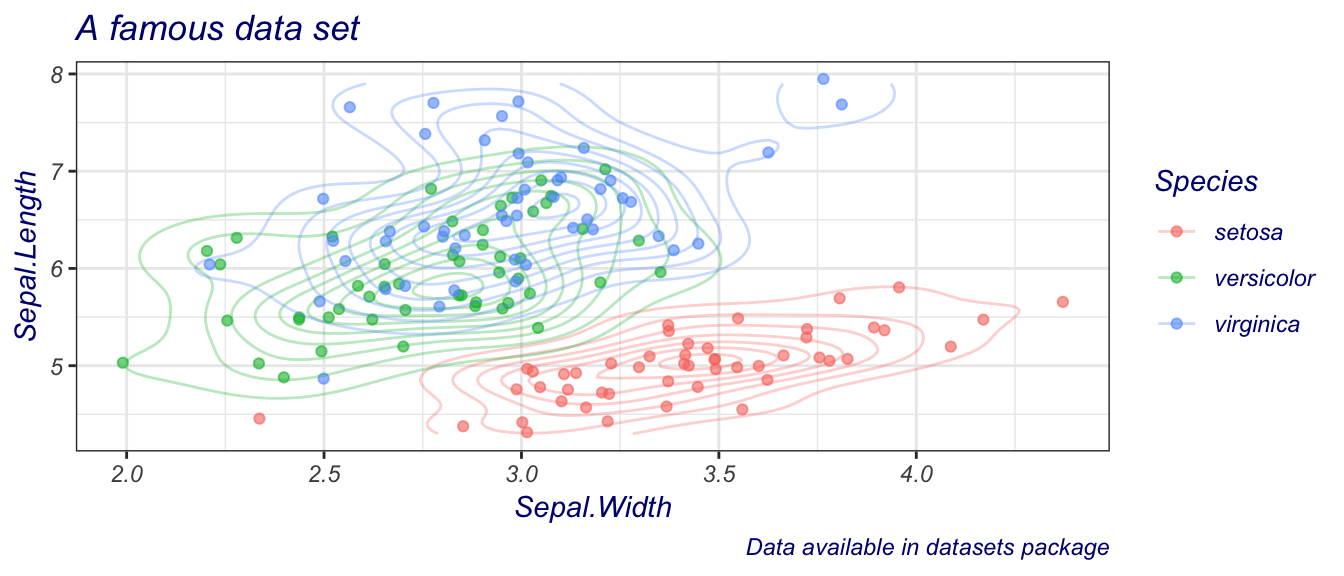 A famous data set
Sepal.Length
8
7
6
5
2.0 2.5 3.0 3.5 4.0
Sepal.Width
Species
setosa
versicolor
virginica
Data available in datasets package